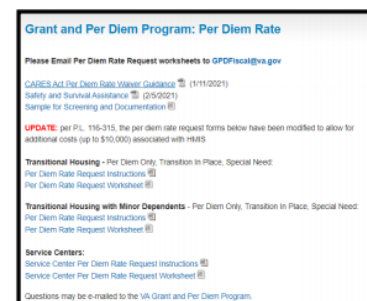 Grant and Per Diem Program: Per Diem Rate
Please Email Per Diem Rate Request worksheets to GPDFiscal@va.gov
CARES Act Per Diem Rate Waiver Guidance (1/11/2021)
Safety and Survival Assistance (2/5/2021)
Sample for Screening and Documentation
UPDATE: per P.L. 116-315, the per diem rate request forms below have been modified to allow for
additional costs (up to $10,000) associated with HMIS
Transitional Housing - Per Diem Only, Transition In Place, Special Need:
Per Diem Rate Request Instructions
Per Diem Rate Request Worksheet
Transitional Housing with Minor Dependents - Per Diem Only, Transition In Place, Special Need:
Per Diem Rate Request Instructions
Per Diem Rate Request Worksheet
Service Centers:
Service Center Per Diem Rate Request Instructions
Service Center Per Diem Rate Request Worksheet
Questions may be e-mailed to the VA Grant and Per Diem Program.